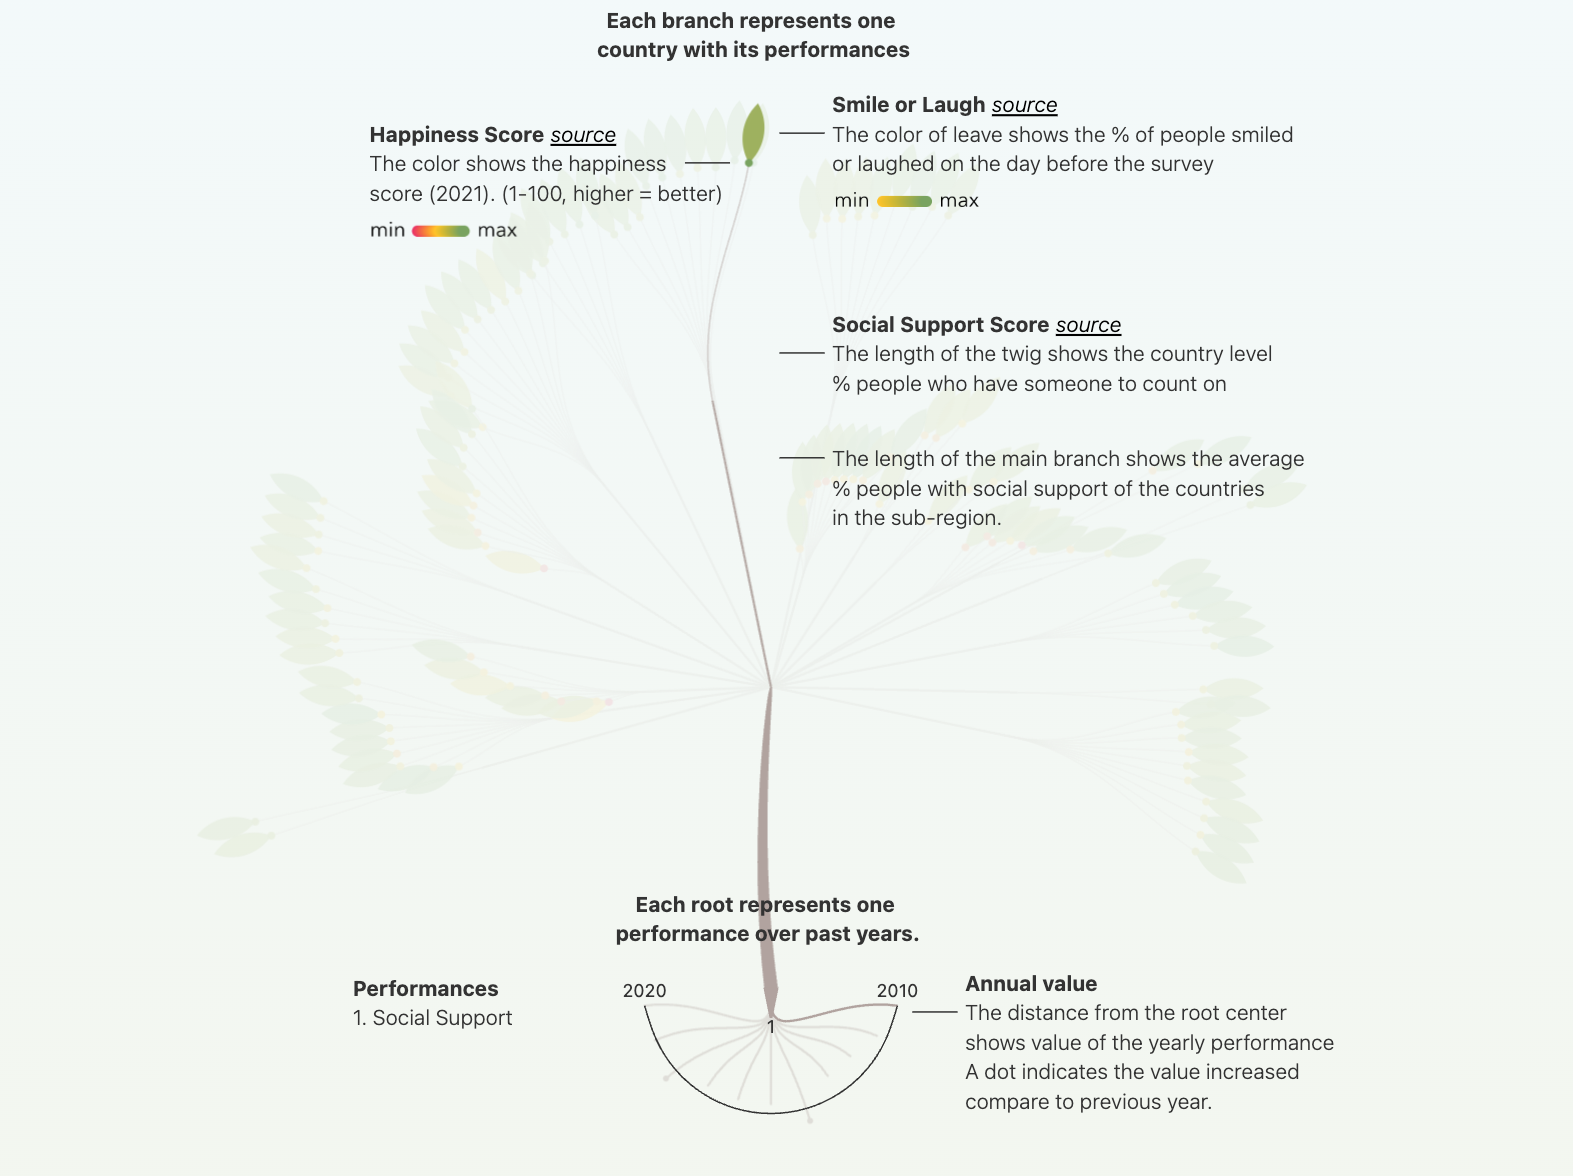 Each branch represents one
country with its performances
Happiness Score source
The color shows the happiness
score (2021). (1-100, higher = better)
min max
Smile or Laugh source
The color of leave shows the % of people smiled
or laughed on the day before the survey
min max
Social Support Score source
The length of the twig shows the country level
% people who have someone to count on
The length of the main branch shows the average
% people with social support of the countries
in the sub-region.
Each root represents one
performance over past years.
Performances
1. Social Support
2020
2010
1
Annual value
The distance from the root center
shows value of the yearly performance
A dot indicates the value increased
compare to previous year.